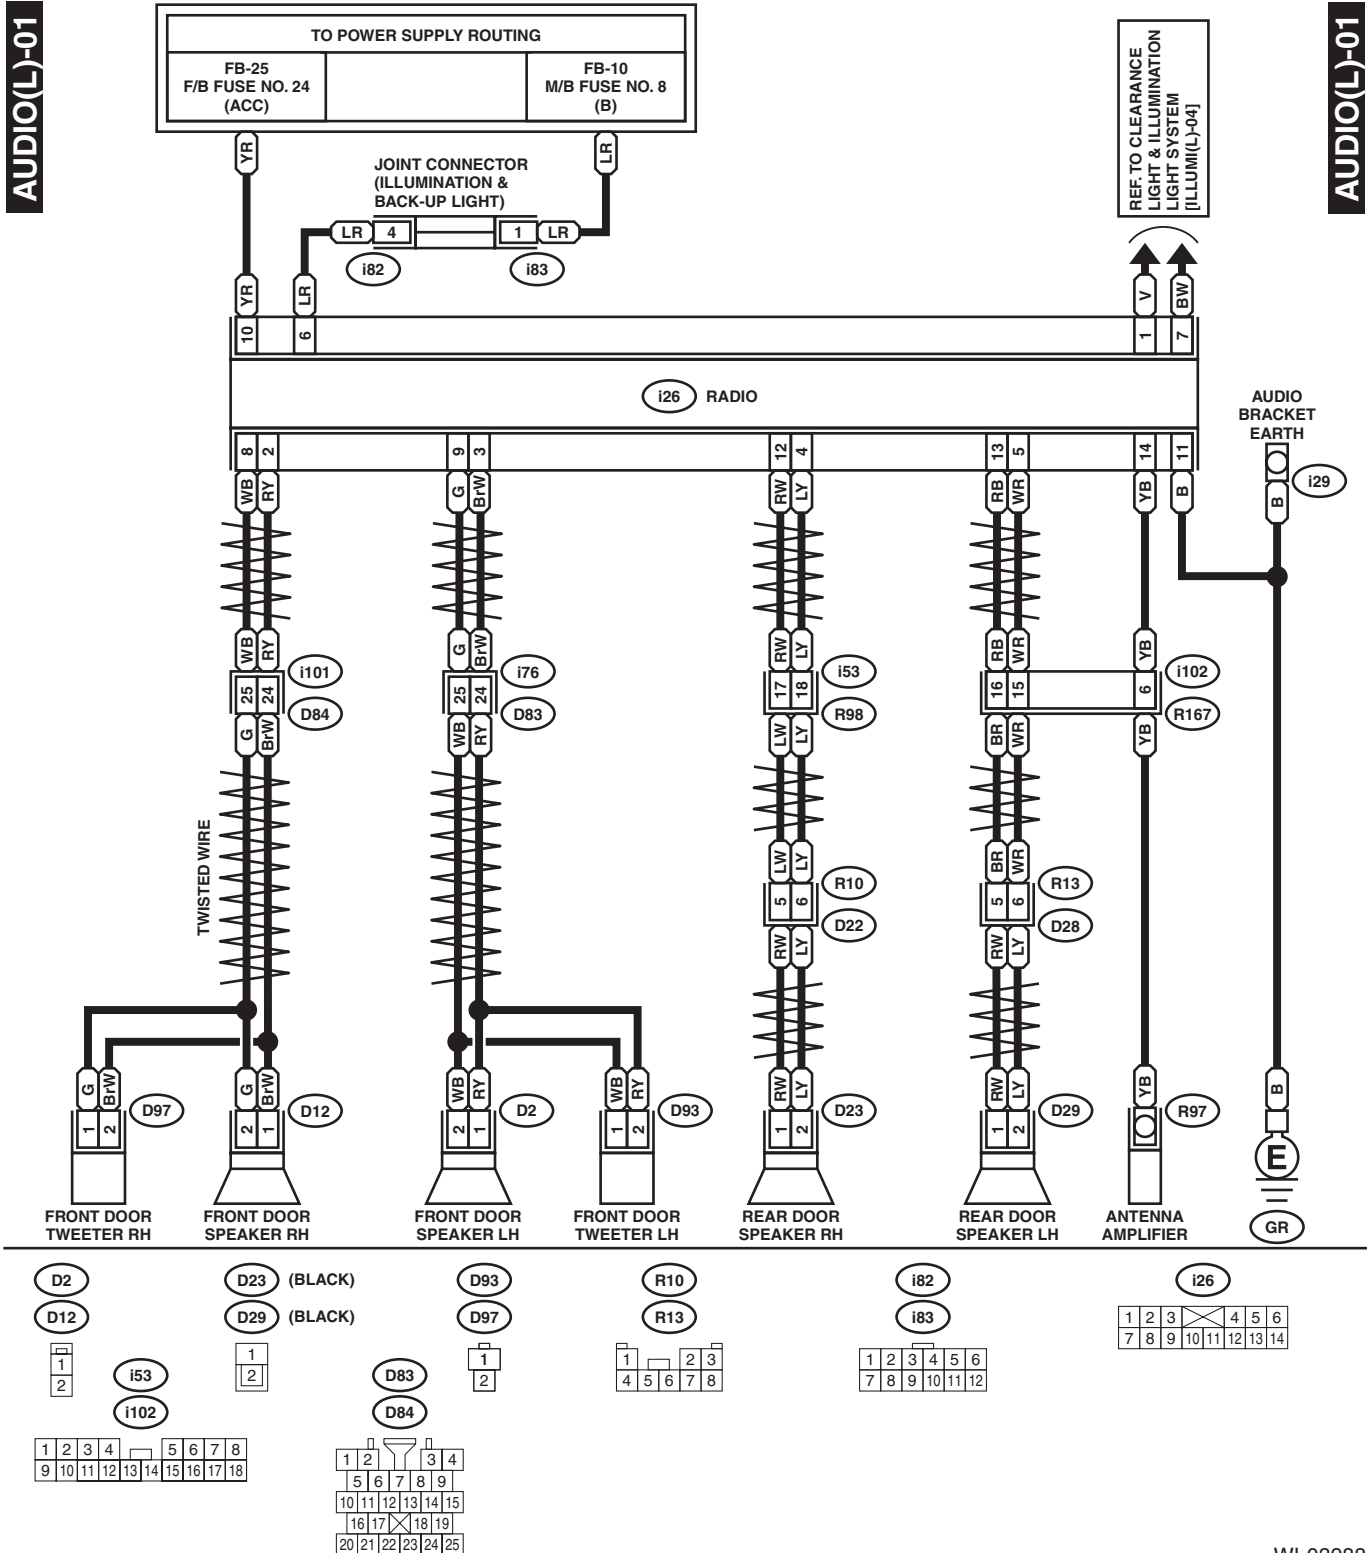 AUDIO(L)-01
AUDIO(L)-01
TO POWER SUPPLY ROUTING
FB-25
F/B FUSE NO. 24
(ACC)
FB-10
M/B FUSE NO. 8
(B)
REF. TO CLEARANCE
LIGHT & ILLUMINATION
LIGHT SYSTEM
[ILLUMI(L)-04]
YR
LR
JOINT CONNECTOR
(ILLUMINATION &
BACK-UP LIGHT)
LR 4 1 LR
i82 i83
YR LR V BW
10 6 1 7
i26 RADIO
AUDIO
BRACKET
EARTH
i29
8 2 9 3 12 4 13 5 14 11
WB RY G BrW RW LY RB WR YB B B
WB RY G BrW RW LY RB WR YB
i101 i76 i53 i102
25 24 25 24 17 18 16 15 6
D84 D83 R98 R167
G BrW WB RY LW LY BR WR YB
TWISTED WIRE
LW LY BR WR
R10 R13
5 6 5 6
D22 D28
RW LY RW LY
G BrW G BrW WB RY WB RY RW LY RW LY YB B
D97 D12 D2 D93 D23 D29 R97
1 2 2 1 2 1 1 2 1 2 1 2
E
GR
FRONT DOOR
TWEETER RH
FRONT DOOR
SPEAKER RH
FRONT DOOR
SPEAKER LH
FRONT DOOR
TWEETER LH
REAR DOOR
SPEAKER RH
REAR DOOR
SPEAKER LH
ANTENNA
AMPLIFIER
D2
D12
1
2
D23 (BLACK)
D29 (BLACK)
1
2
D93
D97
1
2
R10
R13
1 2 3
4 5 6 7 8
i82
i83
1 2 3 4 5 6
7 8 9 10 11 12
i26
1 2 3 4 5 6
7 8 9 10 11 12 13 14
i53
i102
1 2 3 4 5 6 7 8
9 10 11 12 13 14 15 16 17 18
D83
D84
1 2 3 4
5 6 7 8 9
10 11 12 13 14 15
16 17 18 19
20 21 22 23 24 25